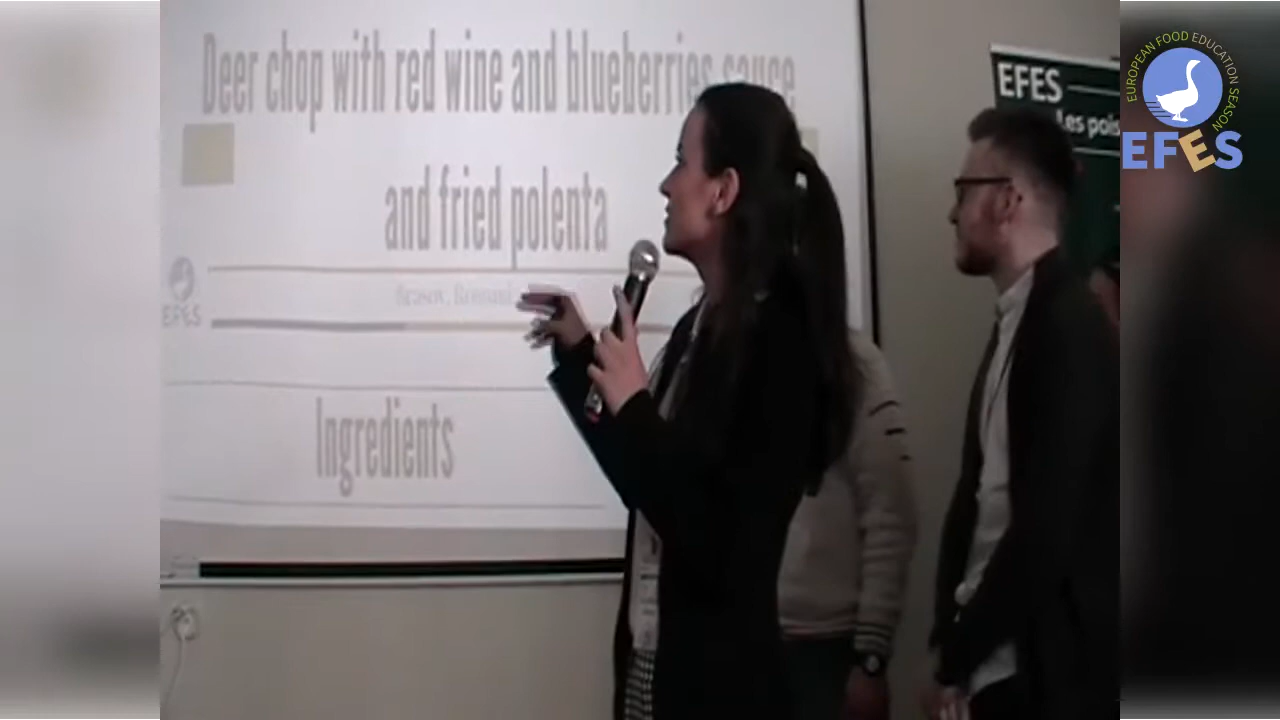 Deer chop with red wine and blueberries sauce
and fried polenta
EFES
Ingredients
EFES
EUROPEAN FOOD EDUCATION SEASON
EFES